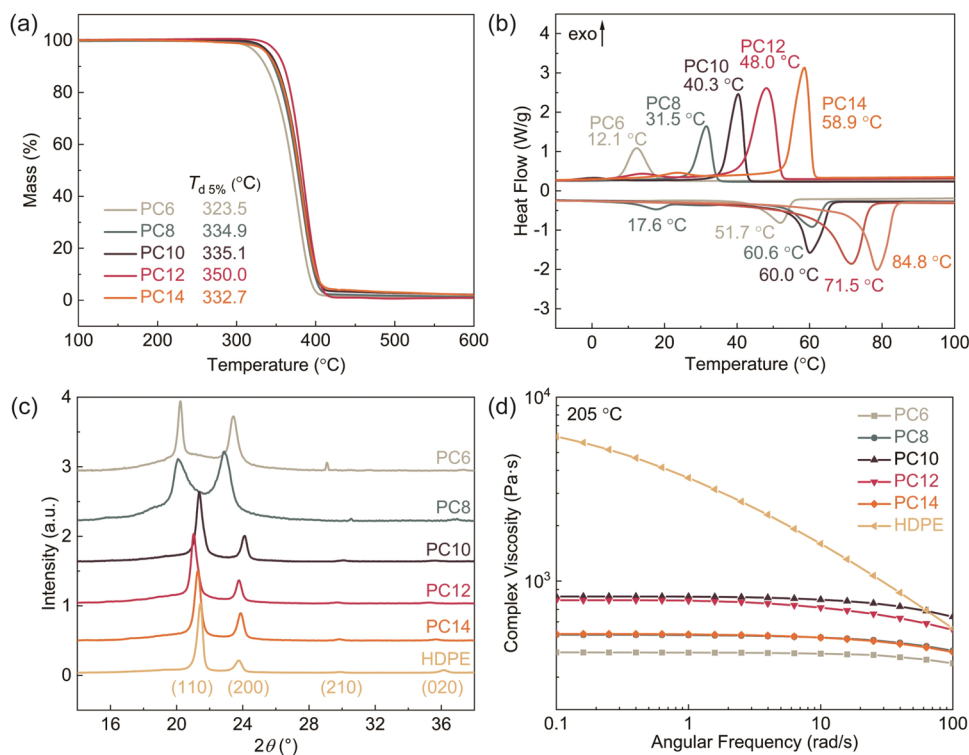 (a)
100
80
60
40
20
0
Mass (%)
T d 5% (°C)
PC6 323.5
PC8 334.9
PC10 335.1
PC12 350.0
PC14 332.7
100 200 300 400 500 600
Temperature (°C)
(b)
exo
4
3
2
1
0
-1
-2
-3
Heat Flow (W/g)
PC6
12.1 °C
PC8
31.5 °C
PC10
40.3 °C
PC12
48.0 °C
PC14
58.9 °C
17.6 °C
51.7 °C
60.6 °C
60.0 °C
71.5 °C
84.8 °C
0 20 40 60 80 100
Temperature (°C)
(c)
4
3
2
1
0
Intensity (a.u.)
PC6
PC8
PC10
PC12
PC14
HDPE
(110) (200) (210) (020)
16 20 24 28 32 36
2θ (°)
(d)
205 °C
10⁴
10³
Complex Viscosity (Pa·s)
PC6
PC8
PC10
PC12
PC14
HDPE
0.1 1 10 100
Angular Frequency (rad/s)